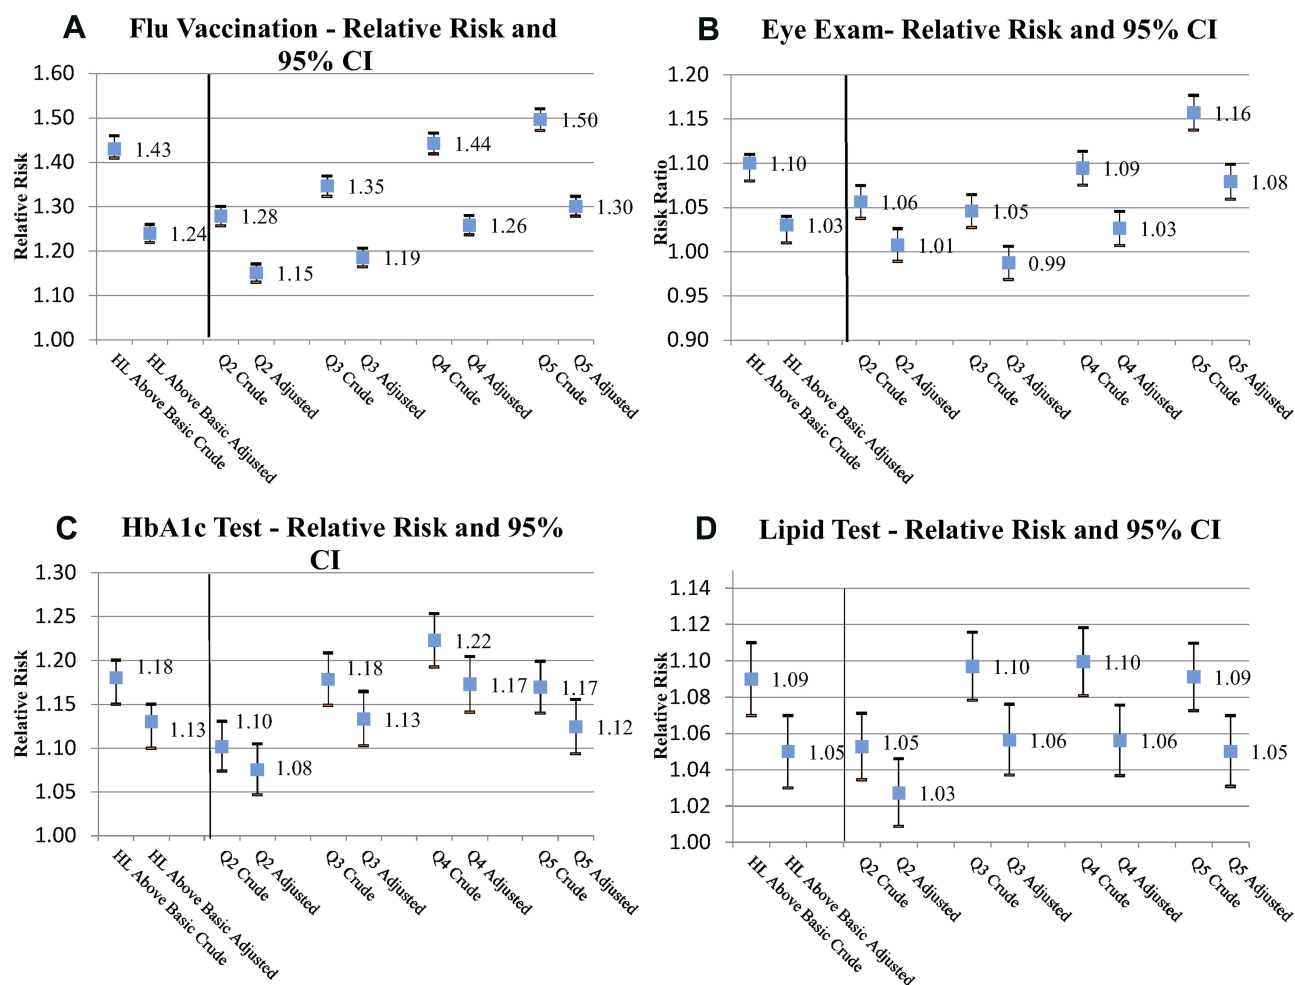 A
Flu Vaccination - Relative Risk and
95% CI
Relative Risk
1.60
1.50
1.40
1.30
1.20
1.10
1.00
1.43
1.24
1.28
1.15
1.35
1.19
1.44
1.26
1.50
1.30
HL Above Basic Crude
HL Above Basic Adjusted
Q2 Crude
Q2 Adjusted
Q3 Crude
Q3 Adjusted
Q4 Crude
Q4 Adjusted
Q5 Crude
Q5 Adjusted
B
Eye Exam- Relative Risk and 95% CI
Risk Ratio
1.20
1.15
1.10
1.05
1.00
0.95
0.90
1.10
1.03
1.06
1.01
1.05
0.99
1.09
1.03
1.16
1.08
HL Above Basic Crude
HL Above Basic Adjusted
Q2 Crude
Q2 Adjusted
Q3 Crude
Q3 Adjusted
Q4 Crude
Q4 Adjusted
Q5 Crude
Q5 Adjusted
C
HbA1c Test - Relative Risk and 95%
CI
Relative Risk
1.30
1.25
1.20
1.15
1.10
1.05
1.00
1.18
1.13
1.10
1.08
1.18
1.13
1.22
1.17
1.17
1.12
HL Above Basic Crude
HL Above Basic Adjusted
Q2 Crude
Q2 Adjusted
Q3 Crude
Q3 Adjusted
Q4 Crude
Q4 Adjusted
Q5 Crude
Q5 Adjusted
D
Lipid Test - Relative Risk and 95% CI
Relative Risk
1.14
1.12
1.10
1.08
1.06
1.04
1.02
1.00
1.09
1.05
1.05
1.03
1.10
1.06
1.10
1.06
1.09
1.05
HL Above Basic Crude
HL Above Basic Adjusted
Q2 Crude
Q2 Adjusted
Q3 Crude
Q3 Adjusted
Q4 Crude
Q4 Adjusted
Q5 Crude
Q5 Adjusted